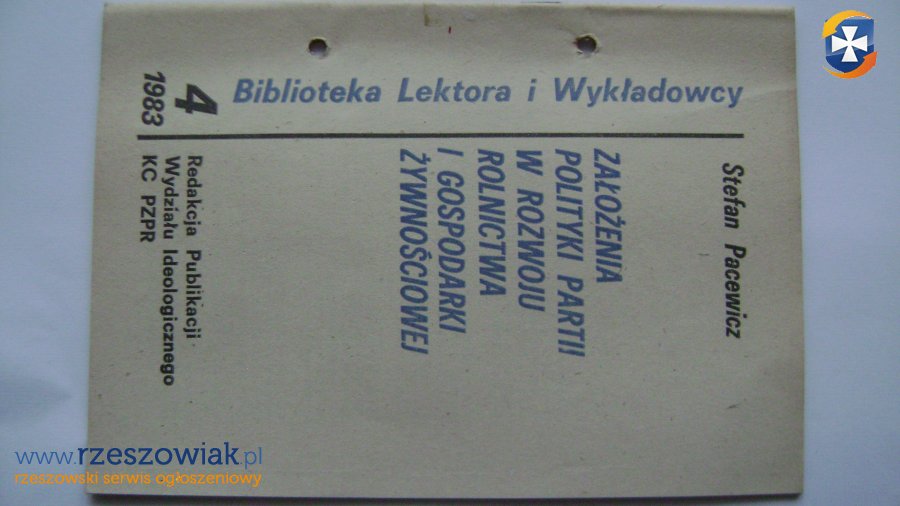 Biblioteka Lektora i Wykładowcy
Stefan Pacewicz
ZAŁOŻENIA
POLITYKI PARTII
W ROZWOJU
ROLNICTWA
I GOSPODARKI
ŻYWNOŚCIOWEJ
4
1983
Redakcja Publikacji
Wydziału Ideologicznego
KC PZPR
www.rzeszowiak.pl
rzeszowski serwis ogłoszeniowy